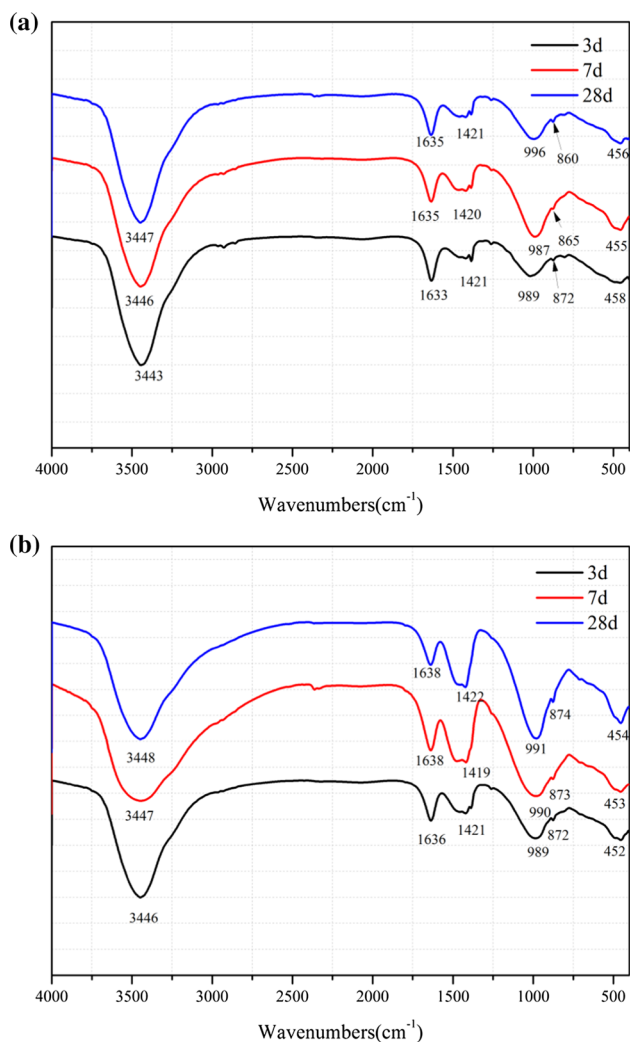 (a)
3d
7d
28d
1635 1421 996 860 456
3447
1635 1420 987 865 455
3446
1633 1421 989 872 458
3443
4000 3500 3000 2500 2000 1500 1000 500
Wavenumbers(cm⁻¹)
(b)
3d
7d
28d
1638 1422 991 874 454
3448
1638 1419 990 873 453
3447
1636 1421 989 872 452
3446
4000 3500 3000 2500 2000 1500 1000 500
Wavenumbers(cm⁻¹)